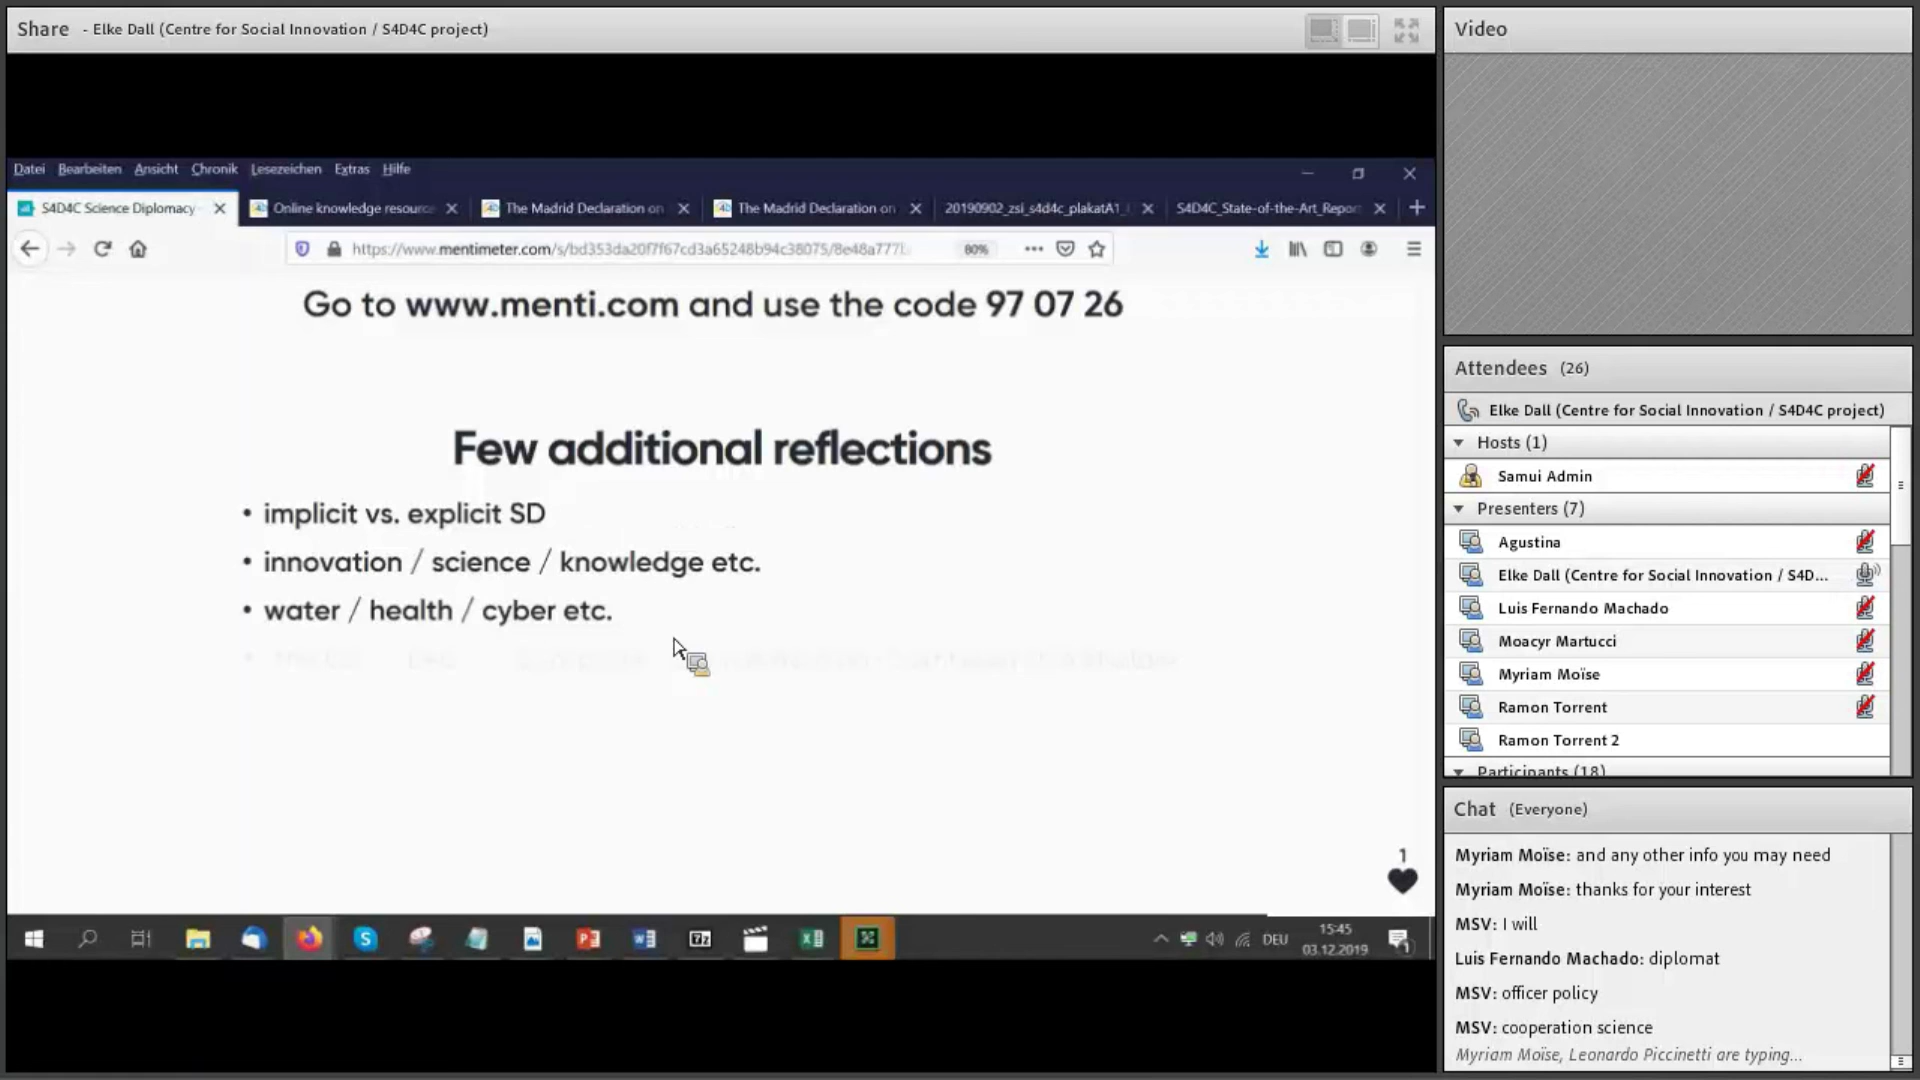 Share - Elke Dall (Centre for Social Innovation / S4D4C project)
Datei Bearbeiten Ansicht Chronik Lesezeichen Extras Hilfe
S4D4C Science Diplomacy Online knowledge resource The Madrid Declaration on The Madrid Declaration on 20190902_zsi_s4d4c_plakatA1_ S4D4C_State-of-the-Art_Repor
https://www.mentimeter.com/s/bd353da20f7f67cd3a65248b94c38075/8e48a777 80%
Go to www.menti.com and use the code 97 07 26
Few additional reflections
• implicit vs. explicit SD
• innovation / science / knowledge etc.
• water / health / cyber etc.
1
DEU
15:45
03.12.2019
1
Video
Attendees (26)
Elke Dall (Centre for Social Innovation / S4D4C project)
Hosts (1)
Samui Admin
Presenters (7)
Agustina
Elke Dall (Centre for Social Innovation / S4D...
Luis Fernando Machado
Moacyr Martucci
Myriam Moïse
Ramon Torrent
Ramon Torrent 2
Participants (18)
Chat (Everyone)
Myriam Moïse: and any other info you may need
Myriam Moïse: thanks for your interest
MSV: I will
Luis Fernando Machado: diplomat
MSV: officer policy
MSV: cooperation science
Myriam Moïse, Leonardo Piccinetti are typing...